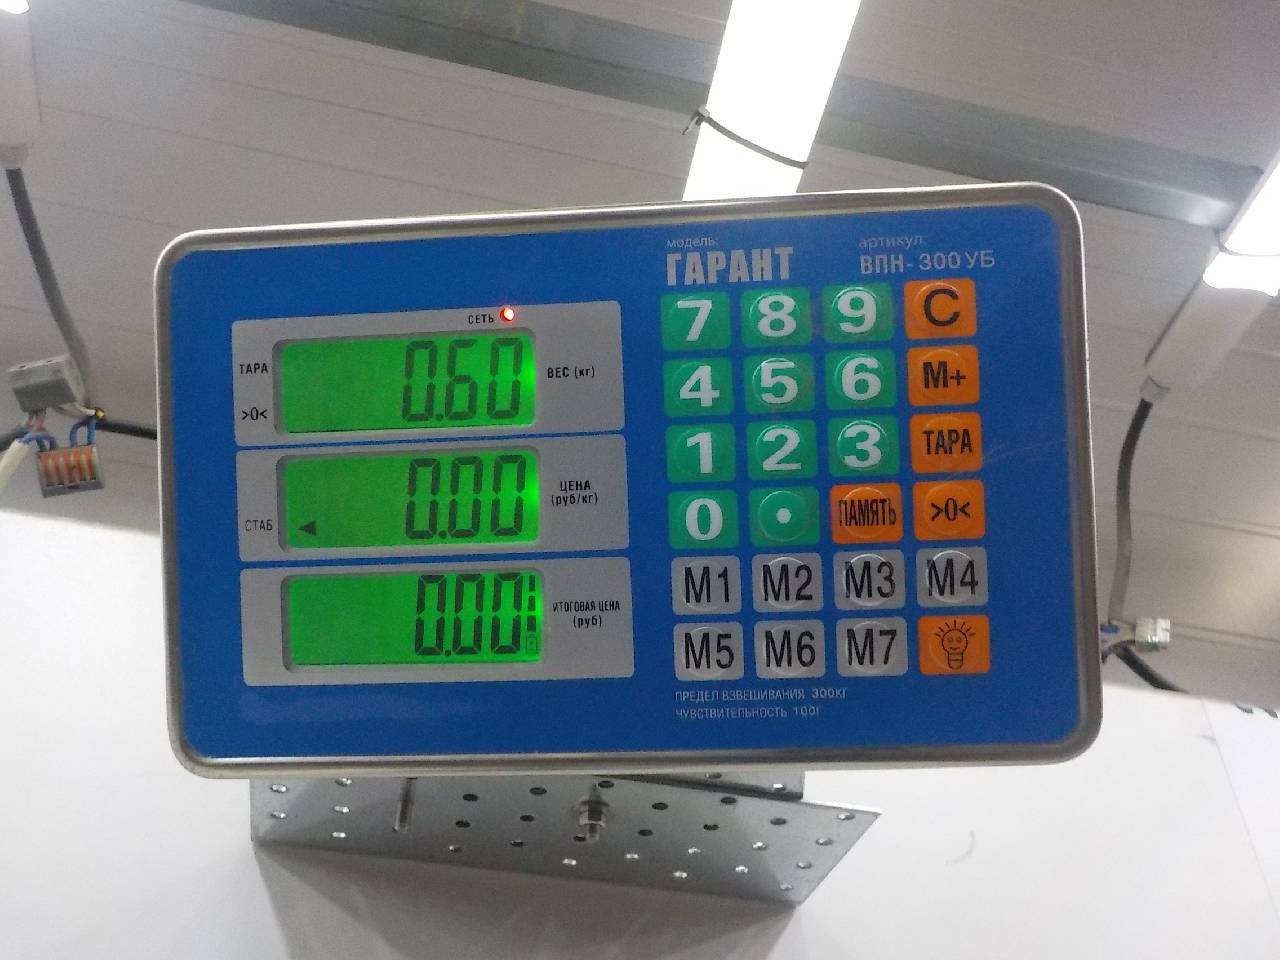 модель:
ГАРАНТ
артикул:
ВПН-300УБ
СЕТЬ
ТАРА
>0<
0.60
ВЕС (кг)
СТАБ
0.00
ЦЕНА
(руб/кг)
0.00
ИТОГОВАЯ ЦЕНА
(руб)
7 8 9 C
4 5 6 M+
1 2 3 ТАРА
0 . ПАМЯТЬ >0<
M1 M2 M3 M4
M5 M6 M7
ПРЕДЕЛ ВЗВЕШИВАНИЯ 300КГ
ЧУВСТВИТЕЛЬНОСТЬ 100Г